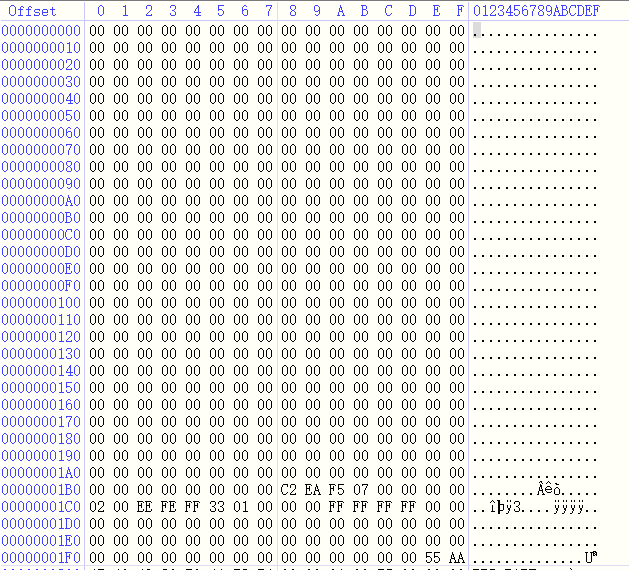 Offset 0 1 2 3 4 5 6 7 8 9 A B C D E F 0123456789ABCDEF
0000000000 00 00 00 00 00 00 00 00 00 00 00 00 00 00 00 00 ................
0000000010 00 00 00 00 00 00 00 00 00 00 00 00 00 00 00 00 ................
0000000020 00 00 00 00 00 00 00 00 00 00 00 00 00 00 00 00 ................
0000000030 00 00 00 00 00 00 00 00 00 00 00 00 00 00 00 00 ................
0000000040 00 00 00 00 00 00 00 00 00 00 00 00 00 00 00 00 ................
0000000050 00 00 00 00 00 00 00 00 00 00 00 00 00 00 00 00 ................
0000000060 00 00 00 00 00 00 00 00 00 00 00 00 00 00 00 00 ................
0000000070 00 00 00 00 00 00 00 00 00 00 00 00 00 00 00 00 ................
0000000080 00 00 00 00 00 00 00 00 00 00 00 00 00 00 00 00 ................
0000000090 00 00 00 00 00 00 00 00 00 00 00 00 00 00 00 00 ................
00000000A0 00 00 00 00 00 00 00 00 00 00 00 00 00 00 00 00 ................
00000000B0 00 00 00 00 00 00 00 00 00 00 00 00 00 00 00 00 ................
00000000C0 00 00 00 00 00 00 00 00 00 00 00 00 00 00 00 00 ................
00000000D0 00 00 00 00 00 00 00 00 00 00 00 00 00 00 00 00 ................
00000000E0 00 00 00 00 00 00 00 00 00 00 00 00 00 00 00 00 ................
00000000F0 00 00 00 00 00 00 00 00 00 00 00 00 00 00 00 00 ................
0000000100 00 00 00 00 00 00 00 00 00 00 00 00 00 00 00 00 ................
0000000110 00 00 00 00 00 00 00 00 00 00 00 00 00 00 00 00 ................
0000000120 00 00 00 00 00 00 00 00 00 00 00 00 00 00 00 00 ................
0000000130 00 00 00 00 00 00 00 00 00 00 00 00 00 00 00 00 ................
0000000140 00 00 00 00 00 00 00 00 00 00 00 00 00 00 00 00 ................
0000000150 00 00 00 00 00 00 00 00 00 00 00 00 00 00 00 00 ................
0000000160 00 00 00 00 00 00 00 00 00 00 00 00 00 00 00 00 ................
0000000170 00 00 00 00 00 00 00 00 00 00 00 00 00 00 00 00 ................
0000000180 00 00 00 00 00 00 00 00 00 00 00 00 00 00 00 00 ................
0000000190 00 00 00 00 00 00 00 00 00 00 00 00 00 00 00 00 ................
00000001A0 00 00 00 00 00 00 00 00 00 00 00 00 00 00 00 00 ................
00000001B0 00 00 00 00 00 00 00 00 C2 EA F5 07 00 00 00 00 ........Âêõ.....
00000001C0 02 00 EE FE FF 33 01 00 00 00 FF FF FF FF 00 00 ..îþÿ3....ÿÿÿÿ..
00000001D0 00 00 00 00 00 00 00 00 00 00 00 00 00 00 00 00 ................
00000001E0 00 00 00 00 00 00 00 00 00 00 00 00 00 00 00 00 ................
00000001F0 00 00 00 00 00 00 00 00 00 00 00 00 00 00 55 AA ..............Uª